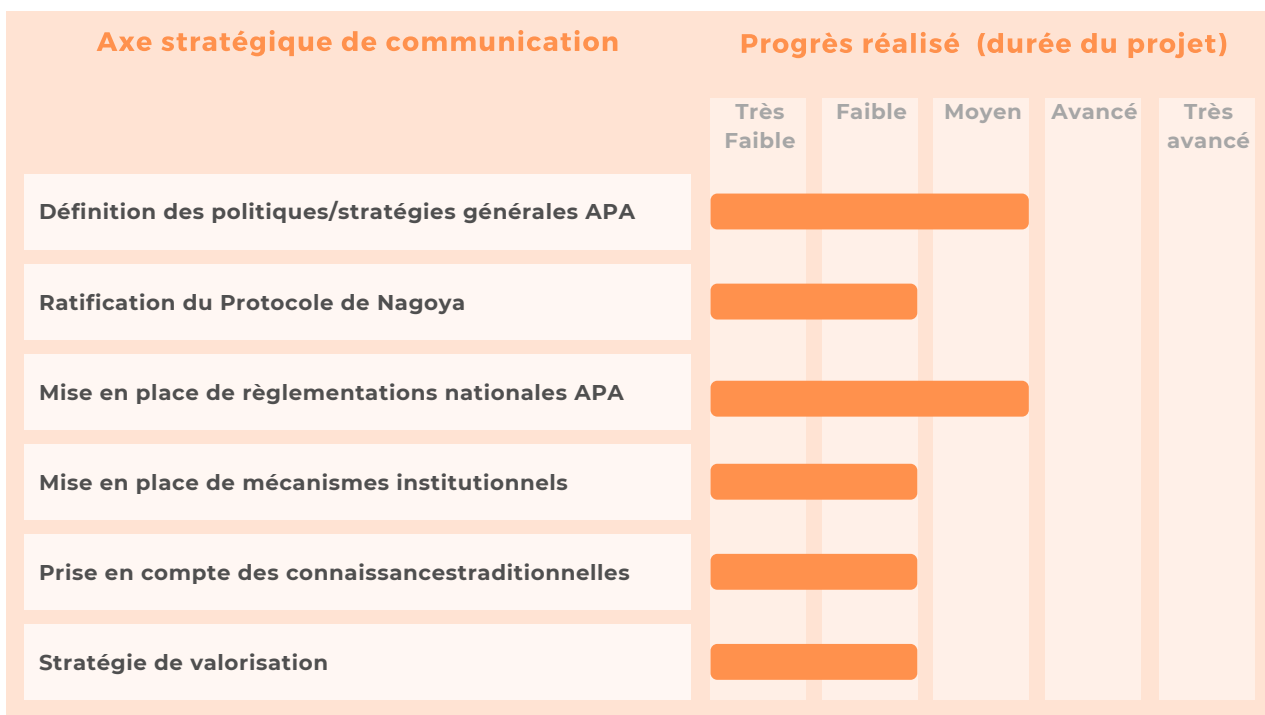 Axe stratégique de communication
Progrès réalisé (durée du projet)
Très Faible
Faible
Moyen
Avancé
Très avancé
Définition des politiques/stratégies générales APA
Ratification du Protocole de Nagoya
Mise en place de règlementations nationales APA
Mise en place de mécanismes institutionnels
Prise en compte des connaissancestraditionnelles
Stratégie de valorisation